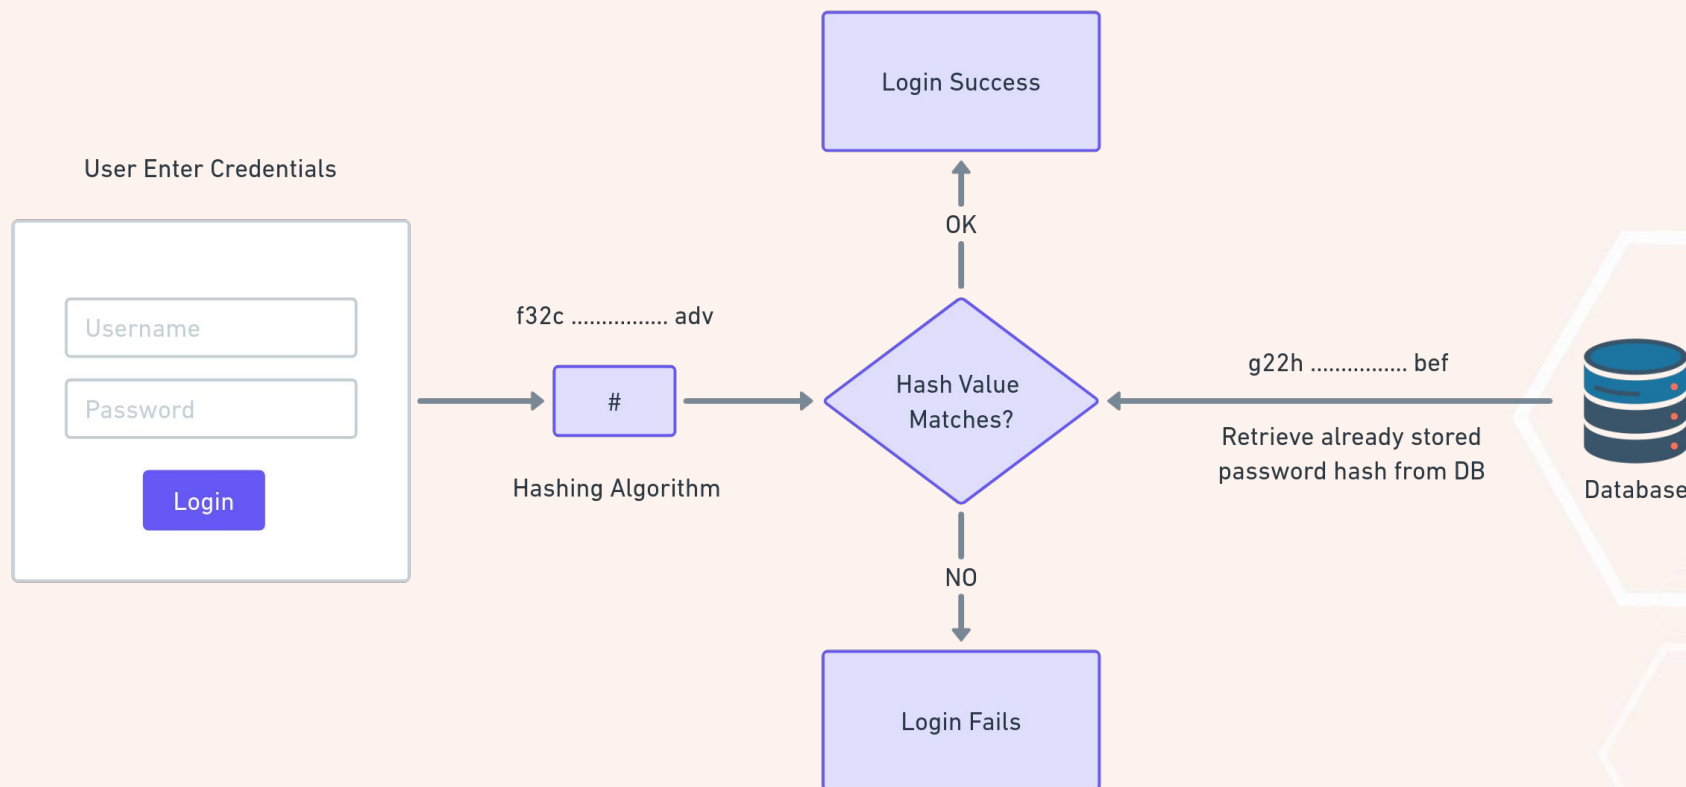 Login Success
User Enter Credentials
OK
Username
f32c ................ adv
Password
#
Hash Value
Matches?
g22h ................ bef
Retrieve already stored
password hash from DB
Login
Hashing Algorithm
Database
NO
Login Fails